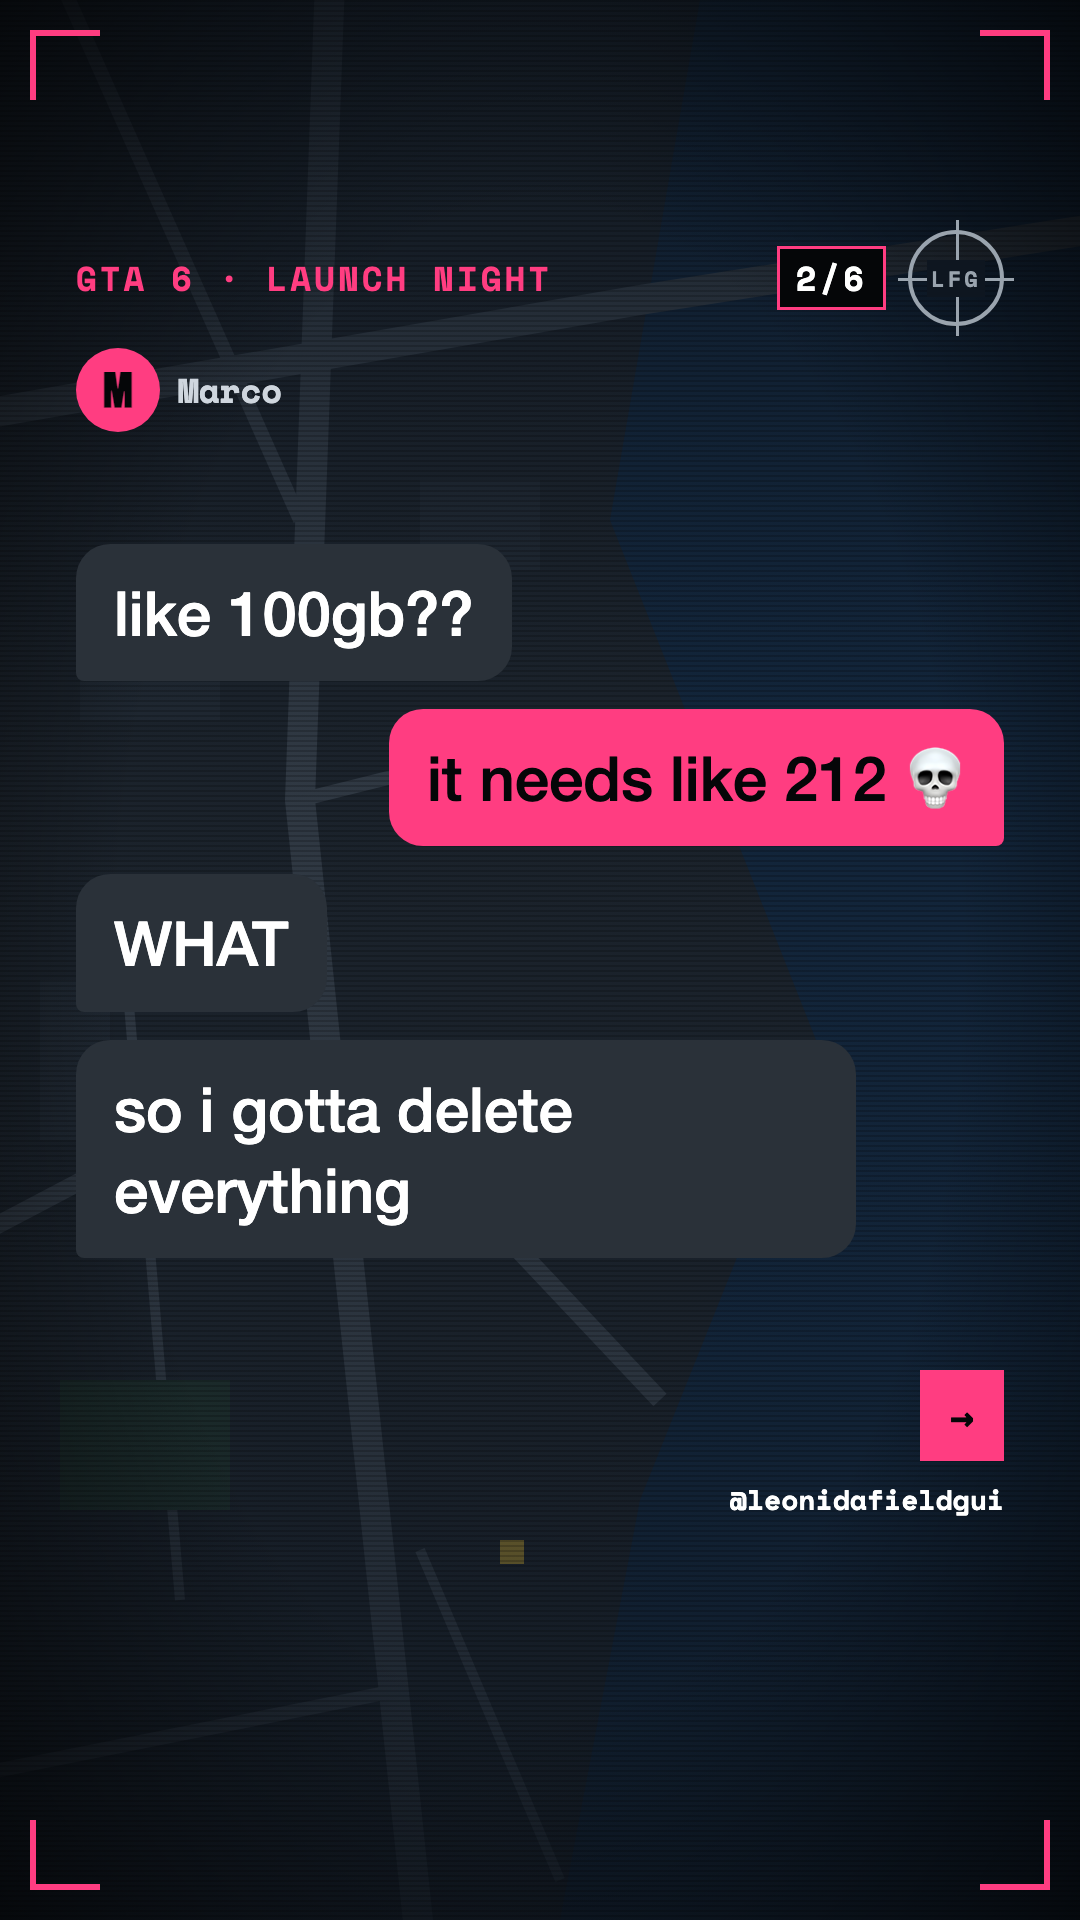 GTA 6 · LAUNCH NIGHT
2/6
LFG
M
Marco
like 100gb??
it needs like 212 💀
WHAT
so i gotta delete
everything
→
@leonidafieldgui